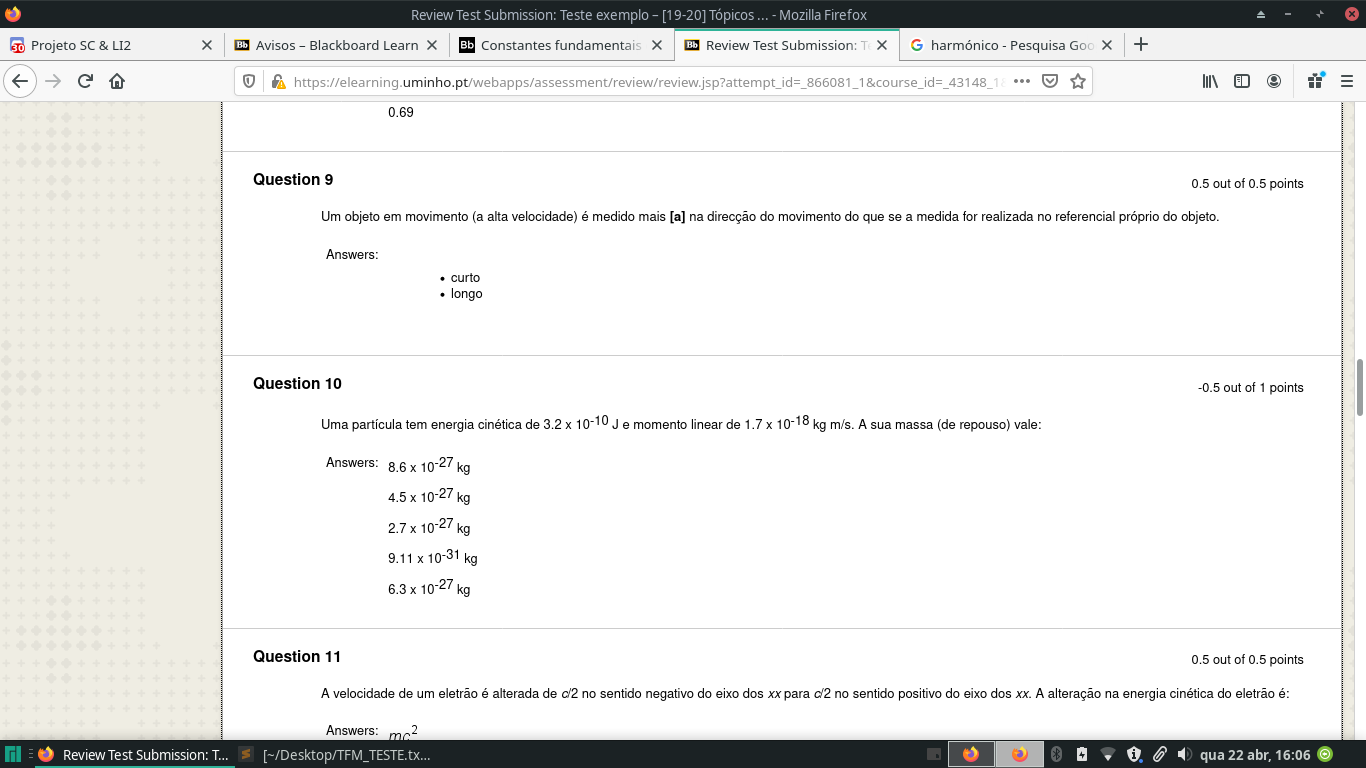 Review Test Submission: Teste exemplo – [19-20] Tópicos ... - Mozilla Firefox
Projeto SC & LI2
Avisos – Blackboard Learn
Constantes fundamentais
Review Test Submission: T
harmónico - Pesquisa Goo
https://elearning.uminho.pt/webapps/assessment/review/review.jsp?attempt_id=_866081_1&course_id=_43148_1
0.69
Question 9
0.5 out of 0.5 points
Um objeto em movimento (a alta velocidade) é medido mais [a] na direcção do movimento do que se a medida for realizada no referencial próprio do objeto.
Answers:
• curto
• longo
Question 10
-0.5 out of 1 points
Uma partícula tem energia cinética de 3.2 x 10^-10 J e momento linear de 1.7 x 10^-18 kg m/s. A sua massa (de repouso) vale:
Answers: 8.6 x 10^-27 kg
4.5 x 10^-27 kg
2.7 x 10^-27 kg
9.11 x 10^-31 kg
6.3 x 10^-27 kg
Question 11
0.5 out of 0.5 points
A velocidade de um eletrão é alterada de c/2 no sentido negativo do eixo dos xx para c/2 no sentido positivo do eixo dos xx. A alteração na energia cinética do eletrão é:
Answers: mc^2
Review Test Submission: T...
[~/Desktop/TFM_TESTE.tx...
qua 22 abr, 16:06